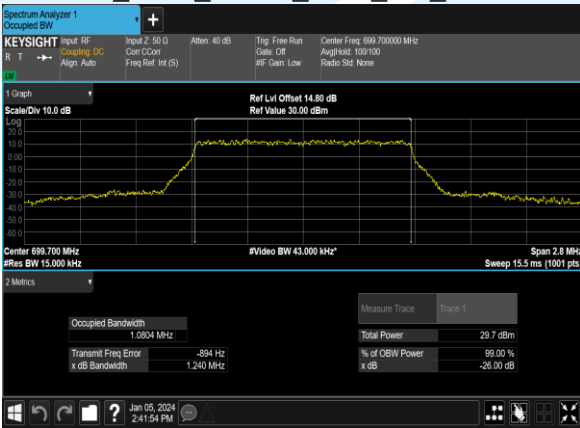 Spectrum Analyzer 1
Occupied BW
+
KEYSIGHT
R T
LU
Input: RF
Coupling: DC
Align: Auto
Input Z: 50 Ω
Corr CCorr
Freq Ref: Int (S)
Atten: 40 dB
Trig: Free Run
Gate: Off
#IF Gain: Low
Center Freq: 699.700000 MHz
Avg|Hold: 100/100
Radio Std: None
1 Graph
Scale/Div 10.0 dB
Ref Lvl Offset 14.80 dB
Ref Value 30.00 dBm
Log
20.0
10.0
0.00
-10.0
-20.0
-30.0
-40.0
-50.0
-60.0
Center 699.700 MHz
#Res BW 15.000 kHz
#Video BW 43.000 kHz*
Span 2.8 MHz
Sweep 15.5 ms (1001 pts
2 Metrics
Measure Trace
Trace 1
Occupied Bandwidth
1.0804 MHz
Total Power
29.7 dBm
Transmit Freq Error
-894 Hz
% of OBW Power
99.00 %
x dB Bandwidth
1.240 MHz
x dB
-26.00 dB
?
Jan 05, 2024
2:41:54 PM